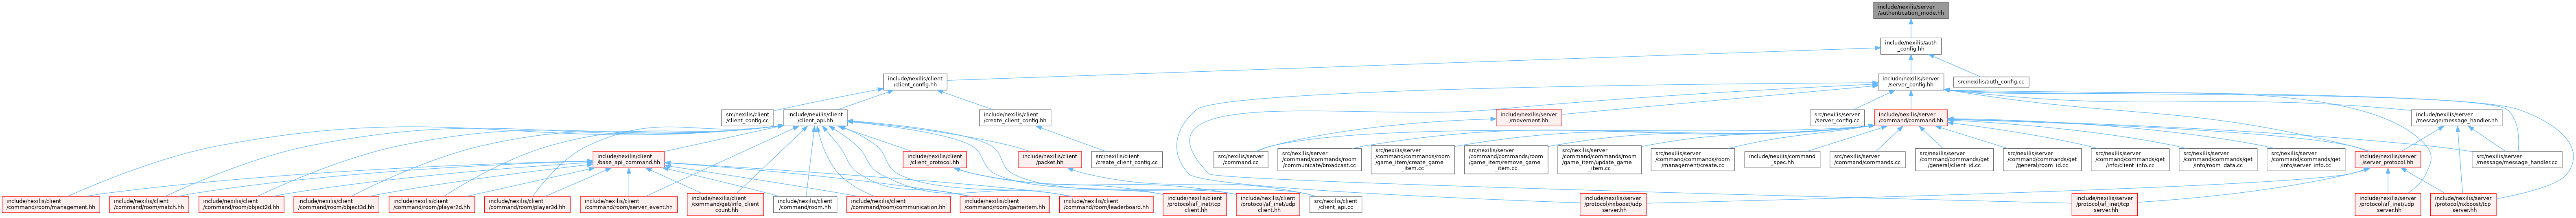 include/nexilis/server
/authentication_mode.hh
include/nexilis/auth
_config.hh
include/nexilis/client
/client_config.hh
include/nexilis/server
/server_config.hh
src/nexilis/auth_config.cc
src/nexilis/client
/client_config.cc
include/nexilis/client
/client_api.hh
include/nexilis/client
/create_client_config.hh
include/nexilis/server
/movement.hh
src/nexilis/server
/server_config.cc
include/nexilis/server
/command/command.hh
include/nexilis/server
/message/message_handler.hh
include/nexilis/client
/base_api_command.hh
include/nexilis/client
/client_protocol.hh
include/nexilis/client
/packet.hh
src/nexilis/client
/create_client_config.cc
src/nexilis/server
/command.cc
src/nexilis/server
/command/commands/room
/communicate/broadcast.cc
src/nexilis/server
/command/commands/room
/game_item/create_game
_item.cc
src/nexilis/server
/command/commands/room
/game_item/remove_game
_item.cc
src/nexilis/server
/command/commands/room
/game_item/update_game
_item.cc
src/nexilis/server
/command/commands/room
/management/create.cc
include/nexilis/command
_spec.hh
src/nexilis/server
/command/commands.cc
src/nexilis/server
/command/commands/get
/general/client_id.cc
src/nexilis/server
/command/commands/get
/general/room_id.cc
src/nexilis/server
/command/commands/get
/info/client_info.cc
src/nexilis/server
/command/commands/get
/info/room_data.cc
src/nexilis/server
/command/commands/get
/info/server_info.cc
include/nexilis/server
/server_protocol.hh
src/nexilis/server
/message/message_handler.cc
include/nexilis/client
/command/room/management.hh
include/nexilis/client
/command/room/match.hh
include/nexilis/client
/command/room/object2d.hh
include/nexilis/client
/command/room/object3d.hh
include/nexilis/client
/command/room/player2d.hh
include/nexilis/client
/command/room/player3d.hh
include/nexilis/client
/command/room/server_event.hh
include/nexilis/client
/command/get/info_client
_count.hh
include/nexilis/client
/command/room.hh
include/nexilis/client
/command/room/communication.hh
include/nexilis/client
/command/room/gameitem.hh
include/nexilis/client
/command/room/leaderboard.hh
include/nexilis/client
/protocol/af_inet/tcp
_client.hh
include/nexilis/client
/protocol/af_inet/udp
_client.hh
src/nexilis/client
/client_api.cc
include/nexilis/server
/protocol/nxboost/udp
_server.hh
include/nexilis/server
/protocol/af_inet/tcp
_server.hh
include/nexilis/server
/protocol/af_inet/udp
_server.hh
include/nexilis/server
/protocol/nxboost/tcp
_server.hh